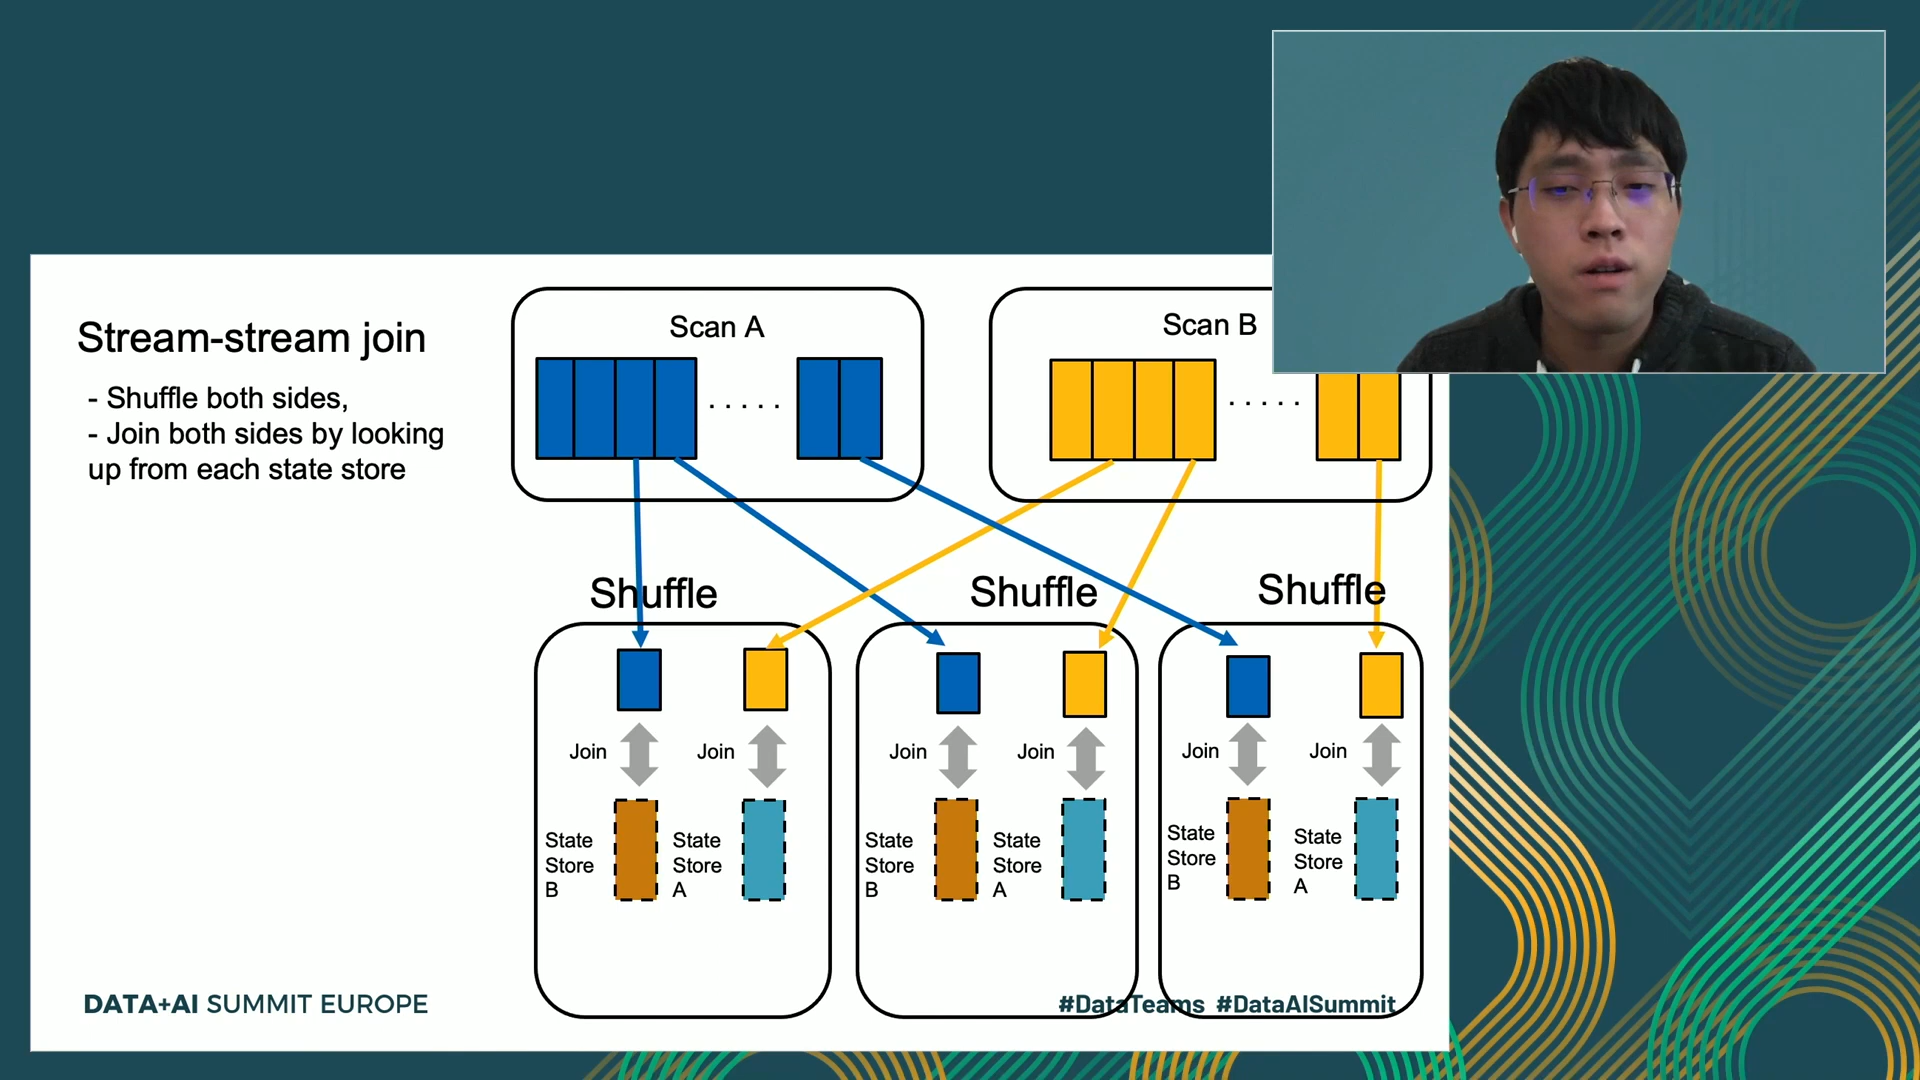 Stream-stream join
- Shuffle both sides,
- Join both sides by looking
up from each state store
Scan A
. . . . .
Scan B
. . . . .
Shuffle
Shuffle
Shuffle
Join
Join
Join
Join
Join
Join
State
Store
B
State
Store
A
State
Store
B
State
Store
A
State
Store
B
State
Store
A
DATA+AI SUMMIT EUROPE
#DataTeams #DataAISummit